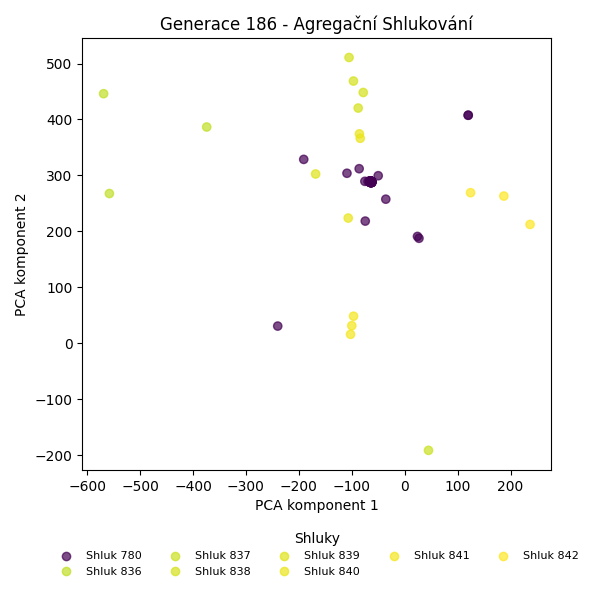 Generace 186 - Agregační Shlukování
500
400
300
200
100
0
−100
−200
PCA komponent 2
−600 −500 −400 −300 −200 −100 0 100 200
PCA komponent 1
Shluky
Shluk 780 Shluk 837 Shluk 839 Shluk 841 Shluk 842
Shluk 836 Shluk 838 Shluk 840